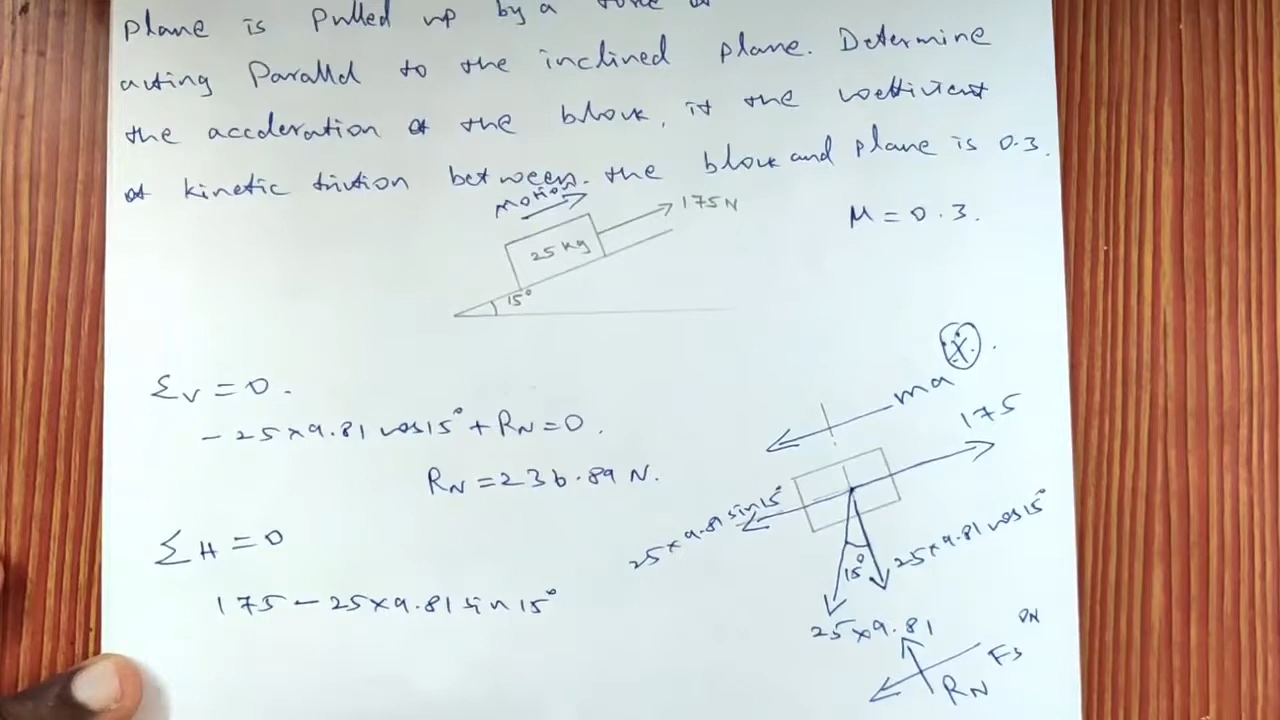 plane is pulled up by a
acting Parallel to the inclined plane. Determine
the acceleration of the block, if the coefficient
of kinetic friction between the block and plane is 0.3.
Motion
175N
μ = 0.3.
25 kg
15°
ΣV = 0.
- 25×9.81 cos15° + RN = 0.
RN = 236.89 N.
ΣH = 0
175 - 25×9.81 sin 15°
ma
175
25×9.81 sin15°
25×9.81 cos15°
15°
25×9.81
Fs
RN